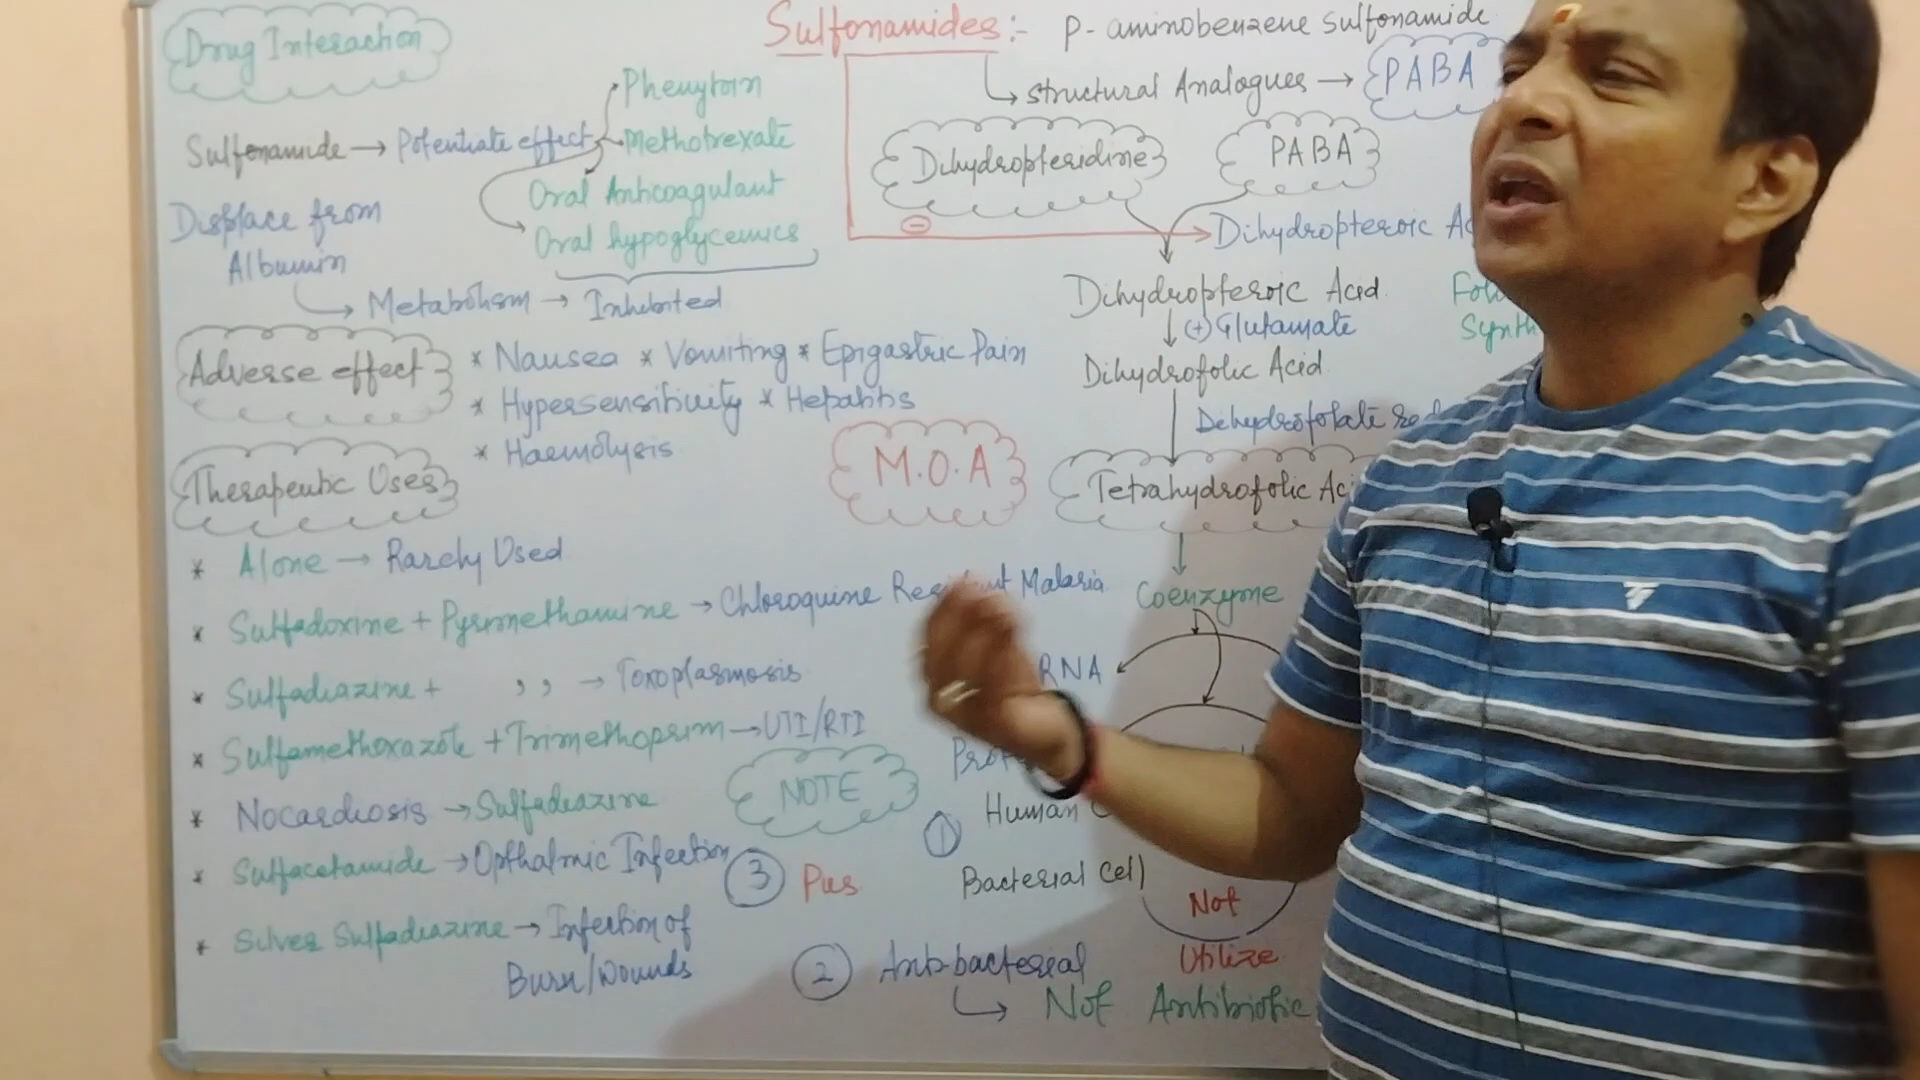 Drug Interaction
Sulfonamide → Potentiate effect
Phenytoin
Methotrexate
Oral Anticoagulant
Oral hypoglycemics
Displace from
Albumin
Metabolism → Inhibited
Adverse effect
* Nausea * Vomiting * Epigastric Pain
* Hypersensitivity * Hepatitis
* Haemolysis
Therapeutic Uses
* Alone → Rarely Used
* Sulfadoxine + Pyrimethamine → Chloroquine Malaria
* Sulfadiazine + ,, → Toxoplasmosis
* Sulfamethoxazole + Trimethoprim → UTI/RTI
* Nocardiosis → Sulfadiazine
* Sulfacetamide → Opthalmic Infection
* Silver Sulfadiazine → Infection of
Burn/Wounds
Sulfonamides :- p-aminobenzene sulfonamide
structural Analogues → PABA
Dihydropteridine
PABA
(-)
Dihydropteroic
Dihydropteroic Acid
(+) Glutamate
Dihydrofolic Acid
Dehydrofolate
M.O.A
Tetrahydrofolic
Coenzyme
RNA
NOTE
① Human
Bacterial Cell
Not
Utilize
③ Pus
② Anti-bacterial
Not Antibiotic